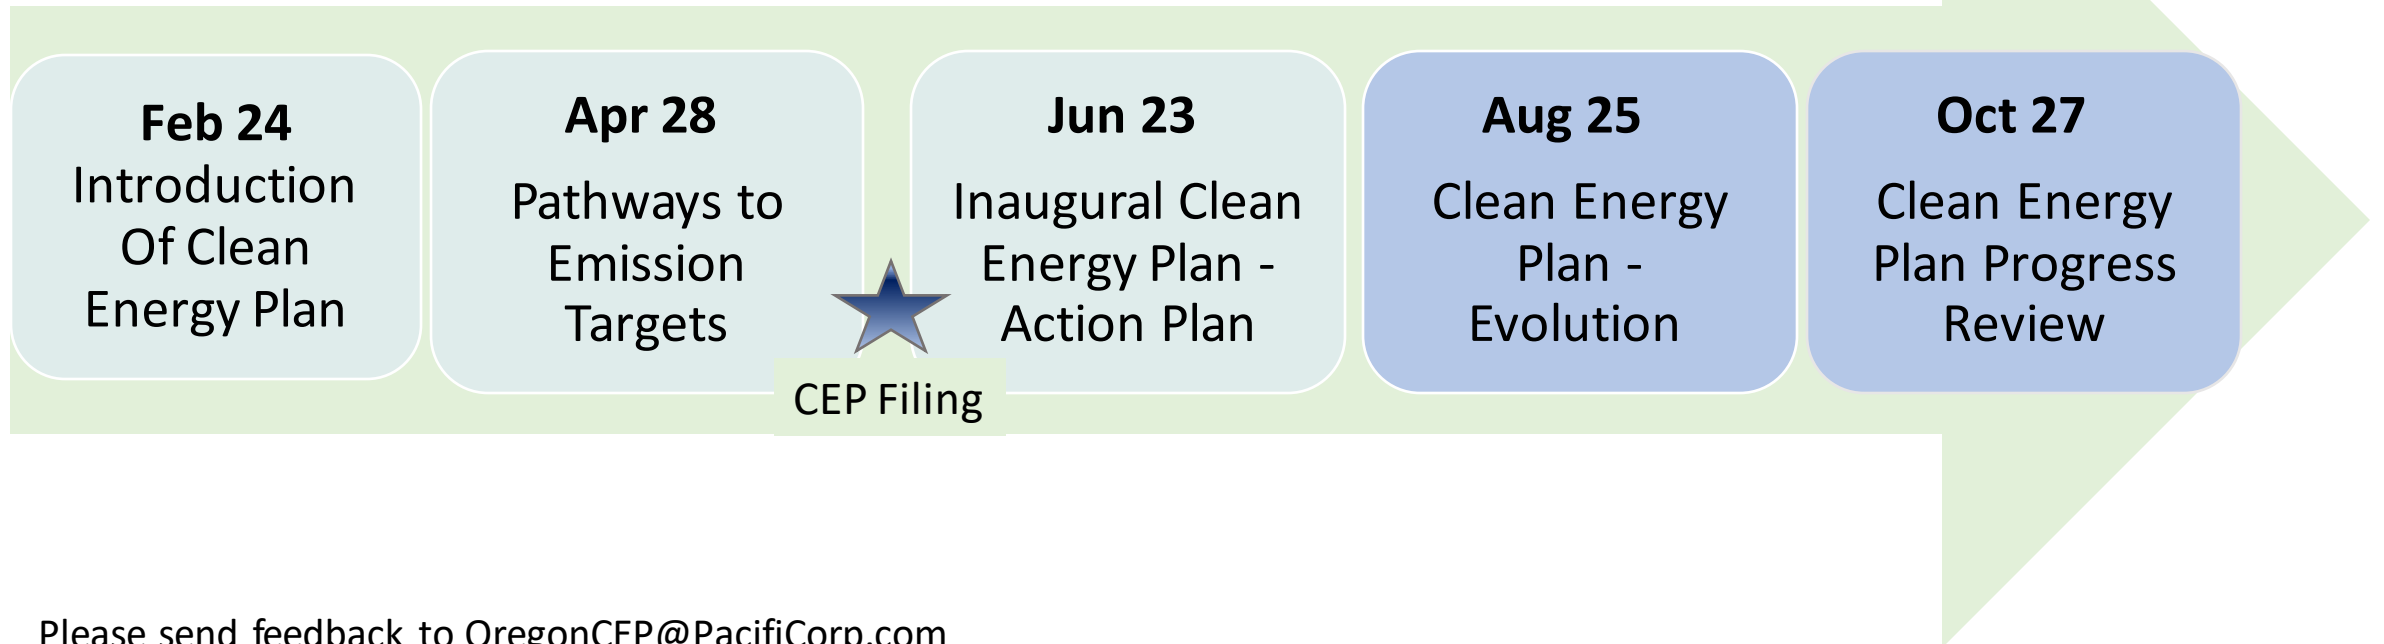 Feb 24
Introduction
Of Clean
Energy Plan
Apr 28
Pathways to
Emission
Targets
CEP Filing
Jun 23
Inaugural Clean
Energy Plan -
Action Plan
Aug 25
Clean Energy
Plan -
Evolution
Oct 27
Clean Energy
Plan Progress
Review
Please send feedback to OregonCEP@PacifiCorp.com